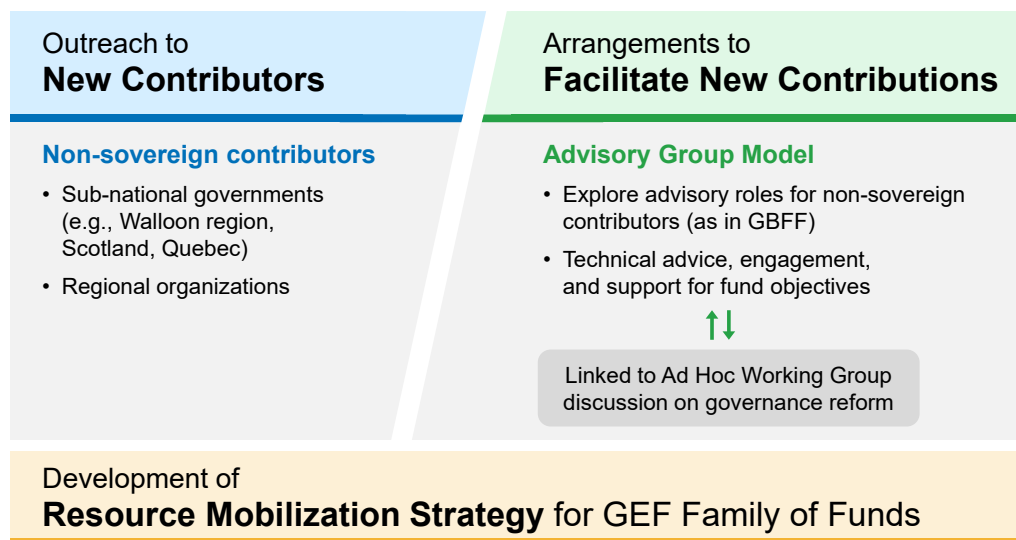 Outreach to
New Contributors
Non-sovereign contributors
• Sub-national governments
(e.g., Walloon region,
Scotland, Quebec)
• Regional organizations
Arrangements to
Facilitate New Contributions
Advisory Group Model
• Explore advisory roles for non-sovereign
contributors (as in GBFF)
• Technical advice, engagement,
and support for fund objectives
Linked to Ad Hoc Working Group
discussion on governance reform
Development of
Resource Mobilization Strategy for GEF Family of Funds